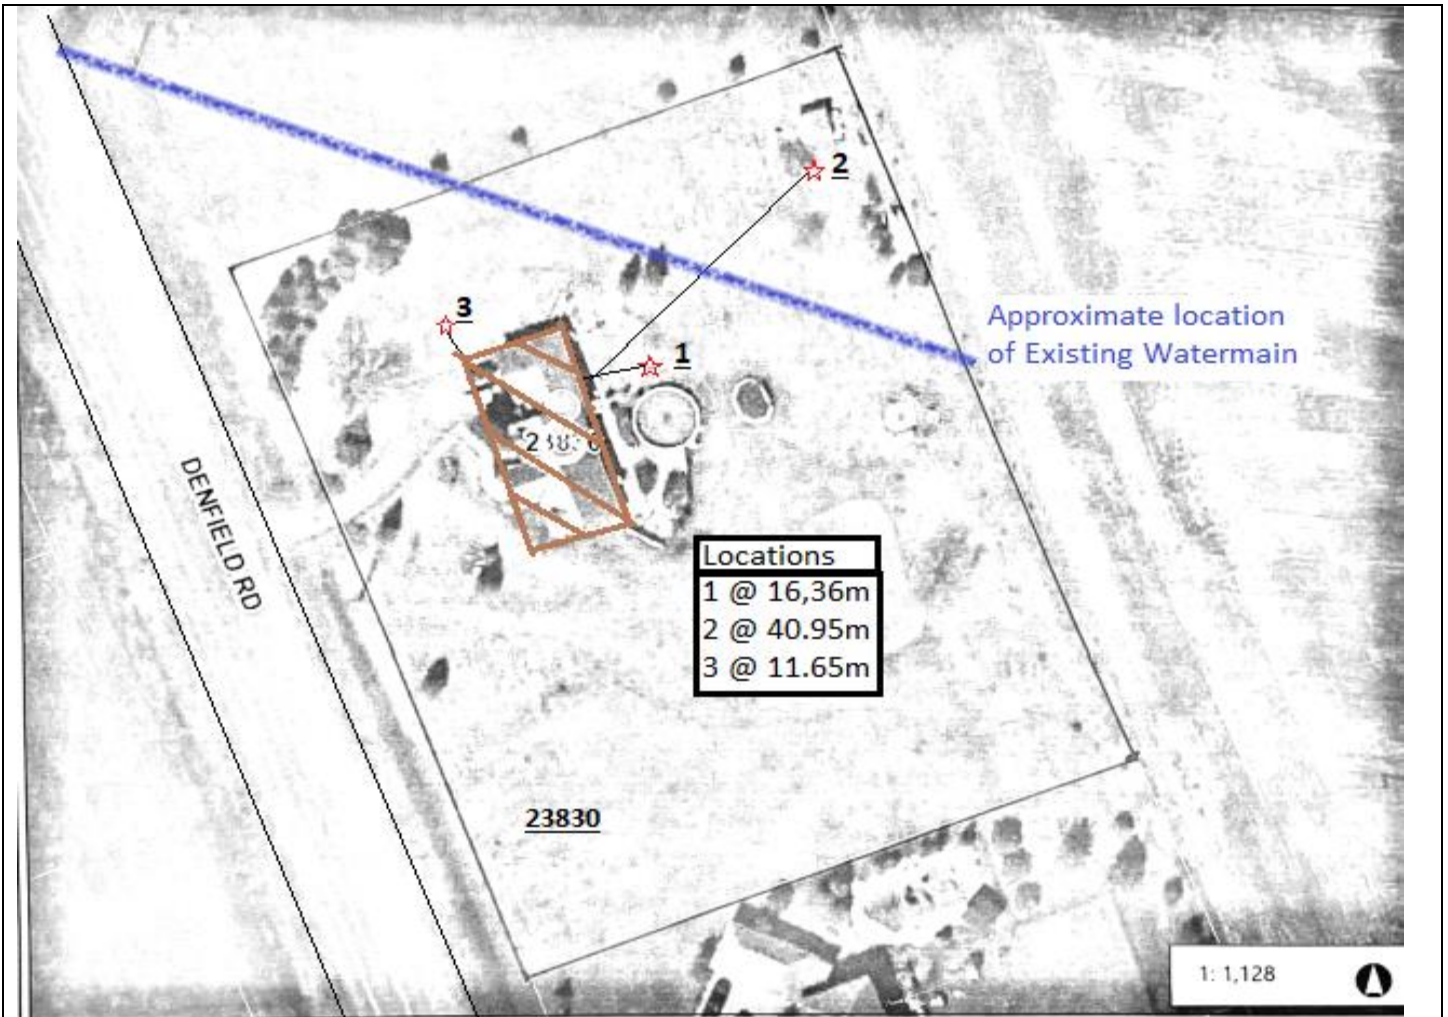 2
3
1
Approximate location
of Existing Watermain
DENFIELD RD
Locations
1 @ 16,36m
2 @ 40.95m
3 @ 11.65m
23830
1: 1,128